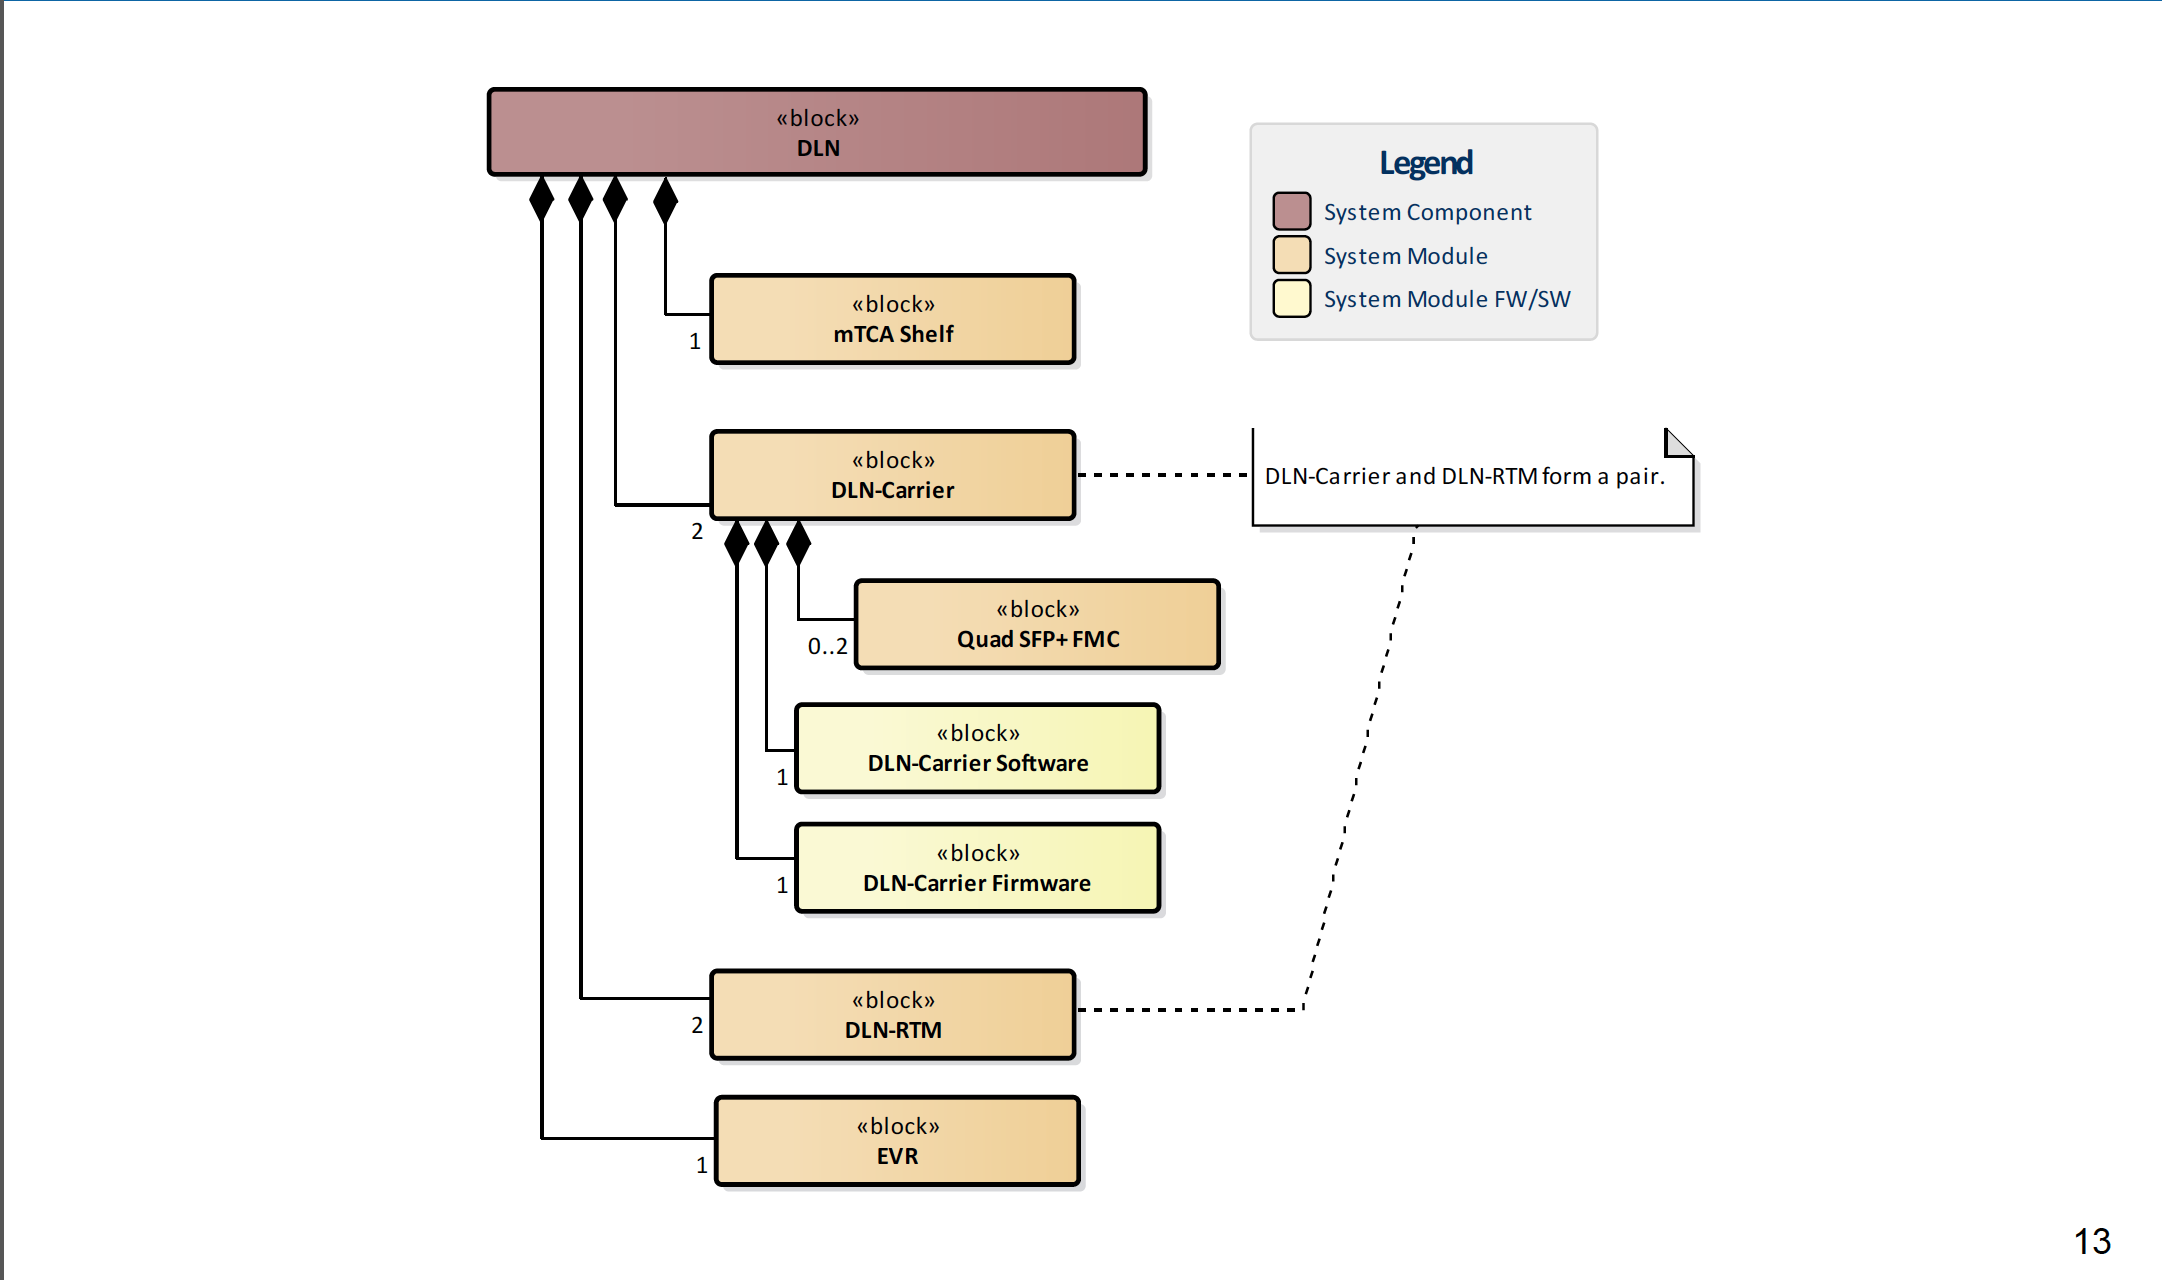 «block»
DLN
Legend
System Component
System Module
System Module FW/SW
«block»
mTCA Shelf
1
«block»
DLN-Carrier
2
DLN-Carrier and DLN-RTM form a pair.
«block»
Quad SFP+ FMC
0..2
«block»
DLN-Carrier Software
1
«block»
DLN-Carrier Firmware
1
«block»
DLN-RTM
2
«block»
EVR
1
13